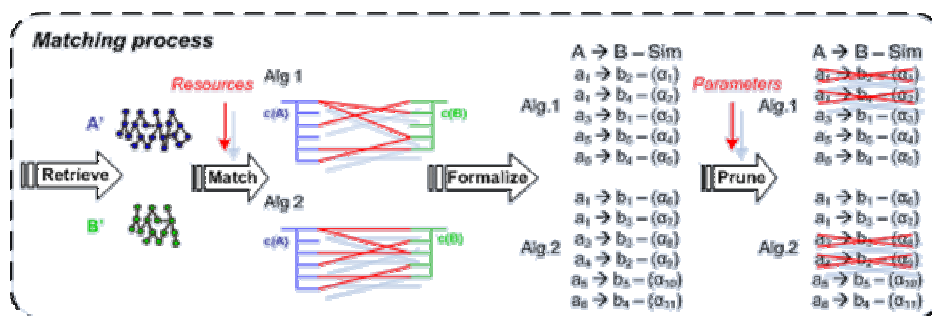 Matching process
Retrieve
A'
B'
Resources
Match
Alg 1
c(A)
c(B)
Alg 2
c(A)
c(B)
Formalize
A → B – Sim
Alg.1
a₁ → b₂ – (α₁)
a₁ → b₄ – (α₂)
a₃ → b₁ – (α₃)
a₅ → b₆ – (α₄)
a₆ → b₄ – (α₅)
Alg.2
a₁ → b₁ – (α₆)
a₁ → b₃ – (α₇)
a₂ → b₃ – (α₈)
a₄ → b₂ – (α₉)
a₅ → b₅ – (α₁₀)
a₆ → b₄ – (α₁₁)
Parameters
Prune
A → B – Sim
Alg.1
a₃ → b₁ – (α₃)
a₅ → b₆ – (α₄)
a₆ → b₄ – (α₅)
Alg.2
a₁ → b₁ – (α₆)
a₁ → b₃ – (α₇)
a₅ → b₅ – (α₁₀)
a₆ → b₄ – (α₁₁)